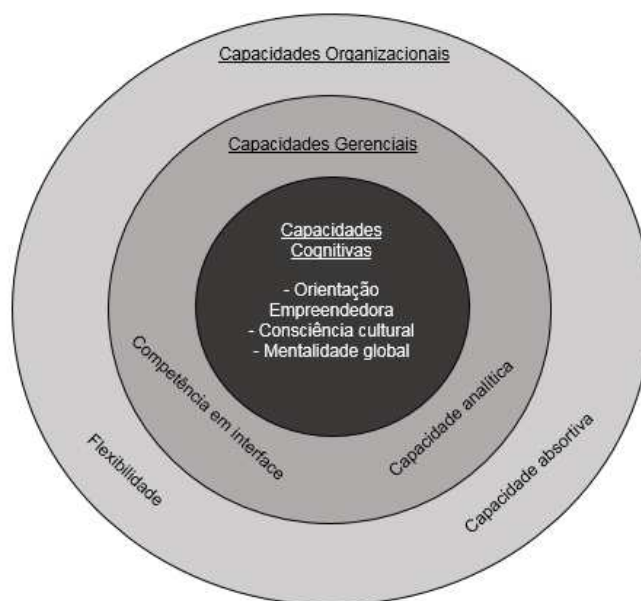 Capacidades Organizacionais
Capacidades Gerenciais
Capacidades
Cognitivas
- Orientação
Empreendedora
- Consciência cultural
- Mentalidade global
Competência em interface
Capacidade analítica
Flexibilidade
Capacidade absortiva